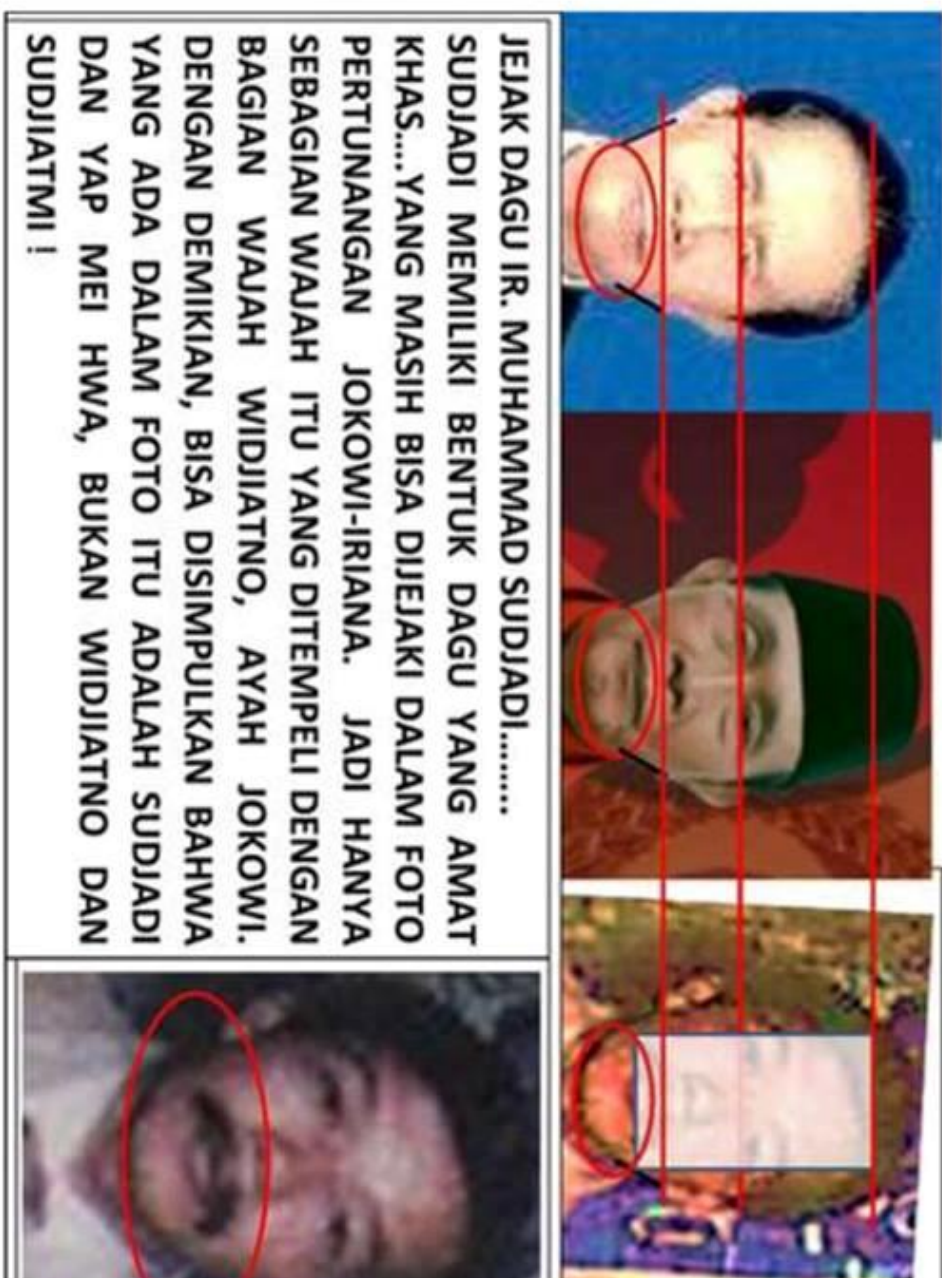 JEJAK DAGU IR. MUHAMMAD SUDJADI........
SUDJADI MEMILIKI BENTUK DAGU YANG AMAT
KHAS....YANG MASIH BISA DIJEJAKI DALAM FOTO
PERTUNANGAN JOKOWI-IRIANA. JADI HANYA
SEBAGIAN WAJAH ITU YANG DITEMPELI DENGAN
BAGIAN WAJAH WIDJIATNO, AYAH JOKOWI.
DENGAN DEMIKIAN, BISA DISIMPULKAN BAHWA
YANG ADA DALAM FOTO ITU ADALAH SUDJADI
DAN YAP MEI HWA, BUKAN WIDJIATNO DAN
SUDJIATMI !